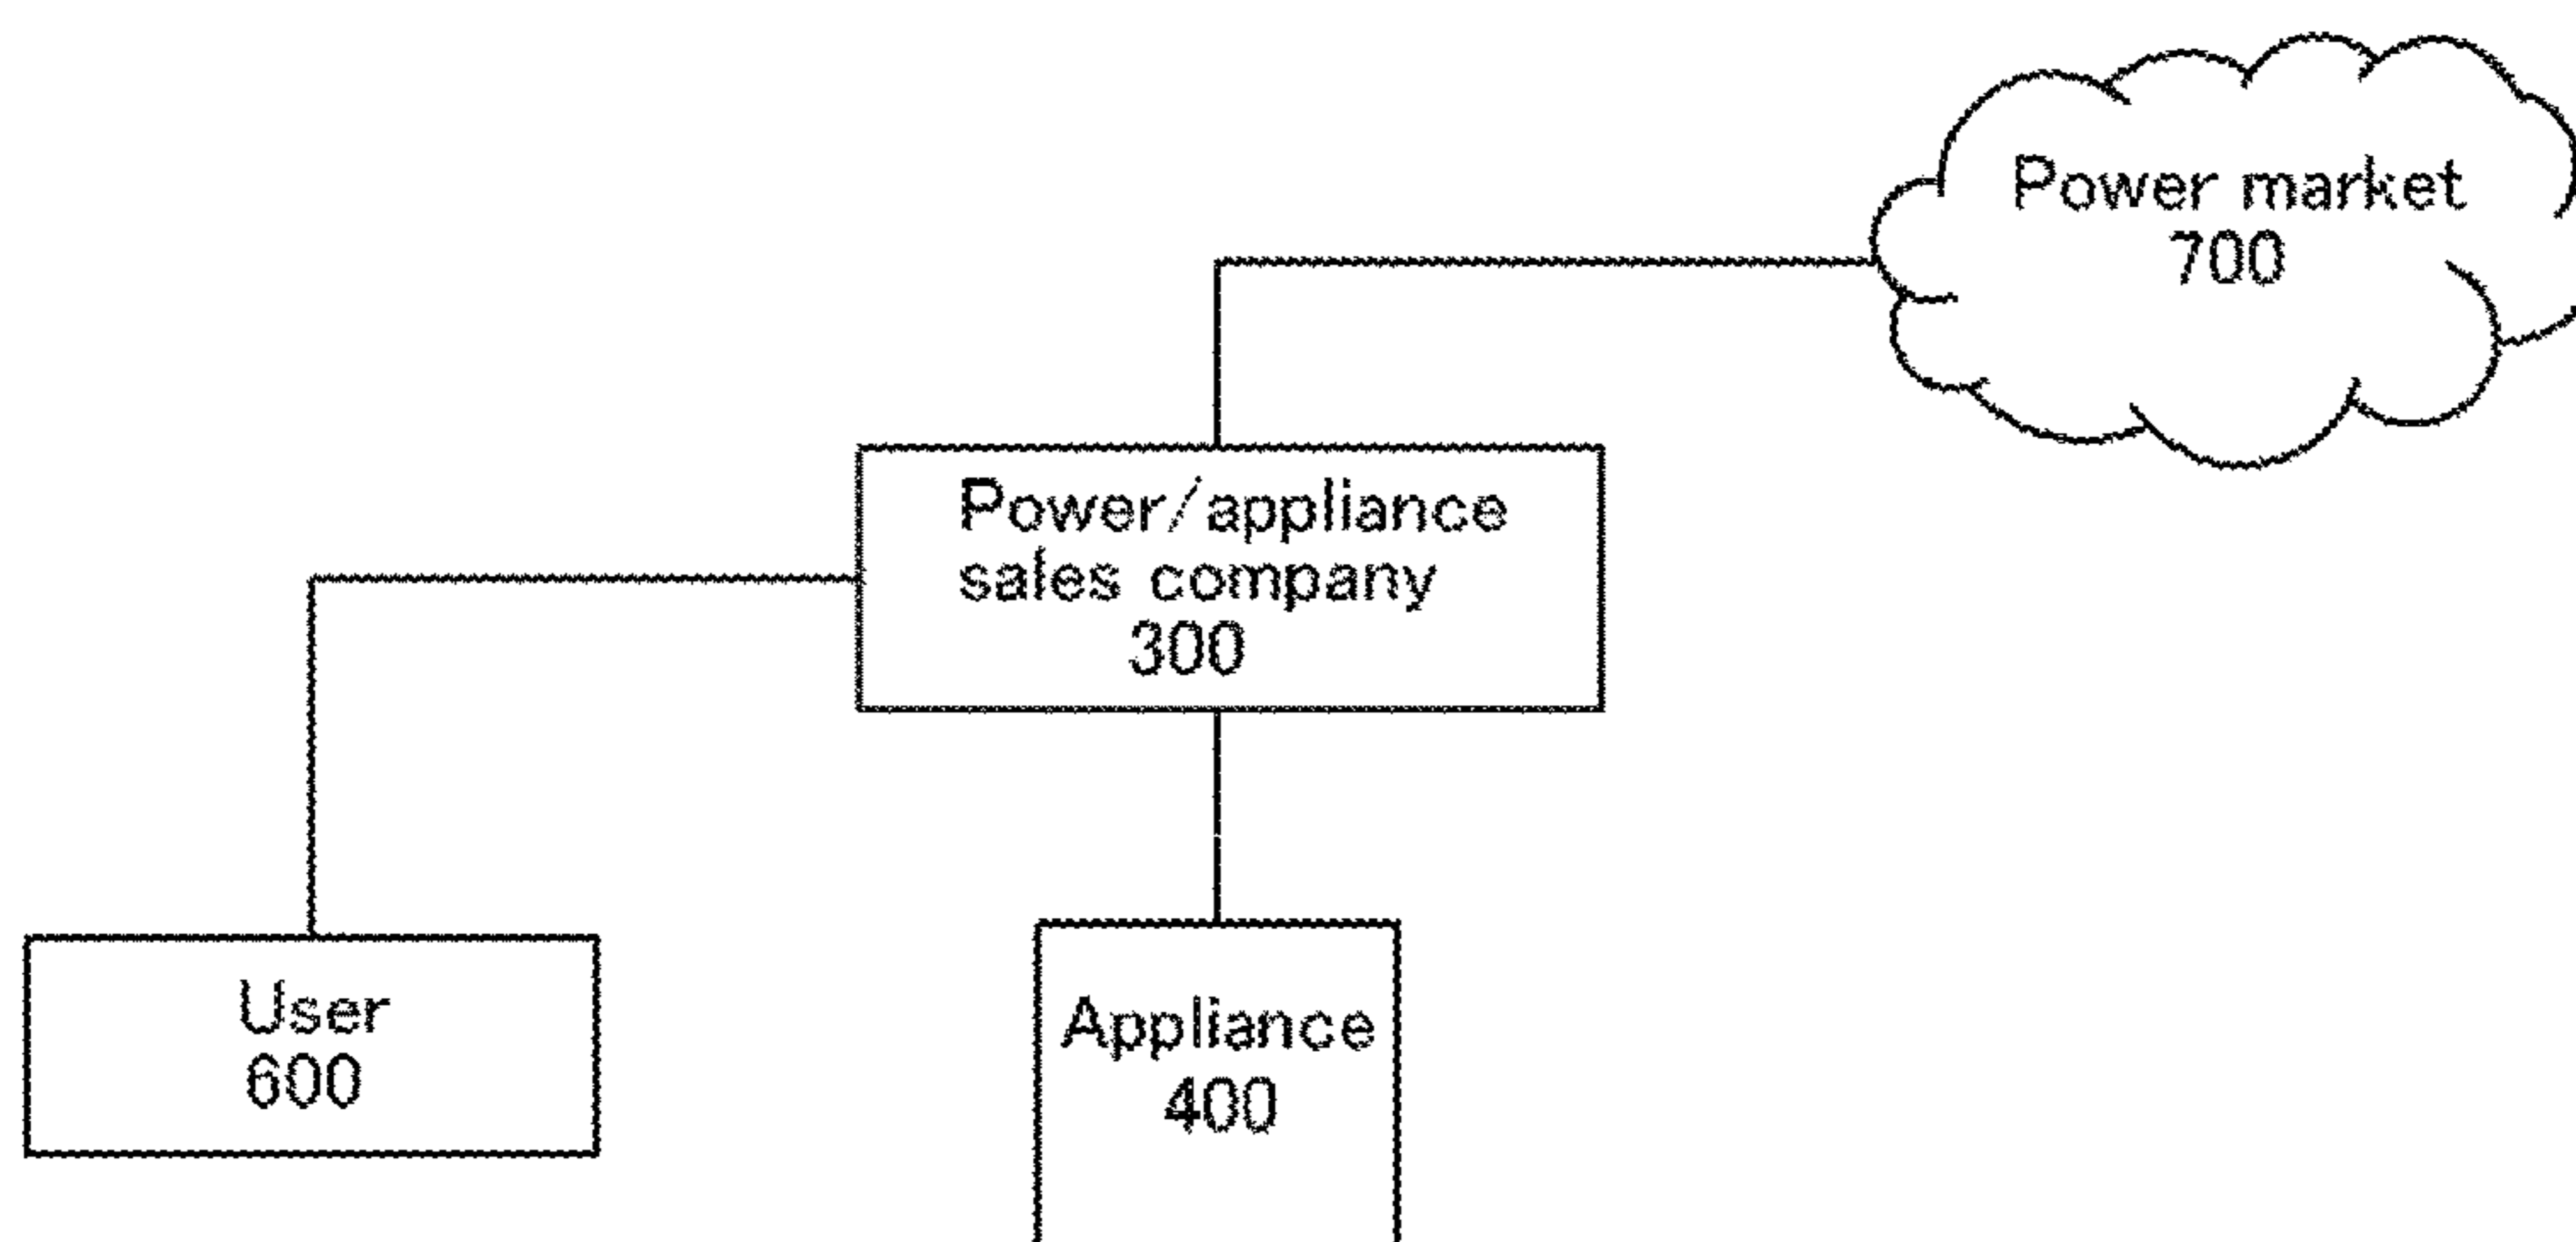 Power market
700
Power/appliance
sales company
300
User
600
Appliance
400